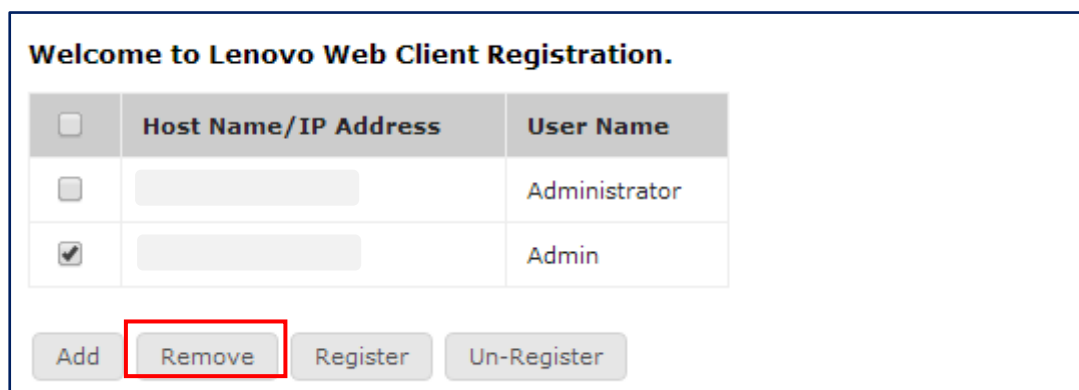 Welcome to Lenovo Web Client Registration.
Host Name/IP Address User Name
Administrator
Admin
Add Remove Register Un-Register